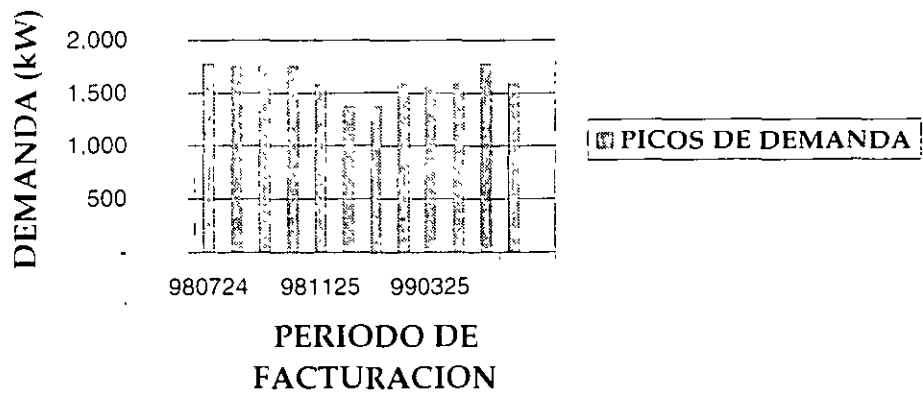 DEMANDA (kW)
2.000
1.500
1.000
500
-
980724 981125 990325
PERIODO DE
FACTURACION
PICOS DE DEMANDA